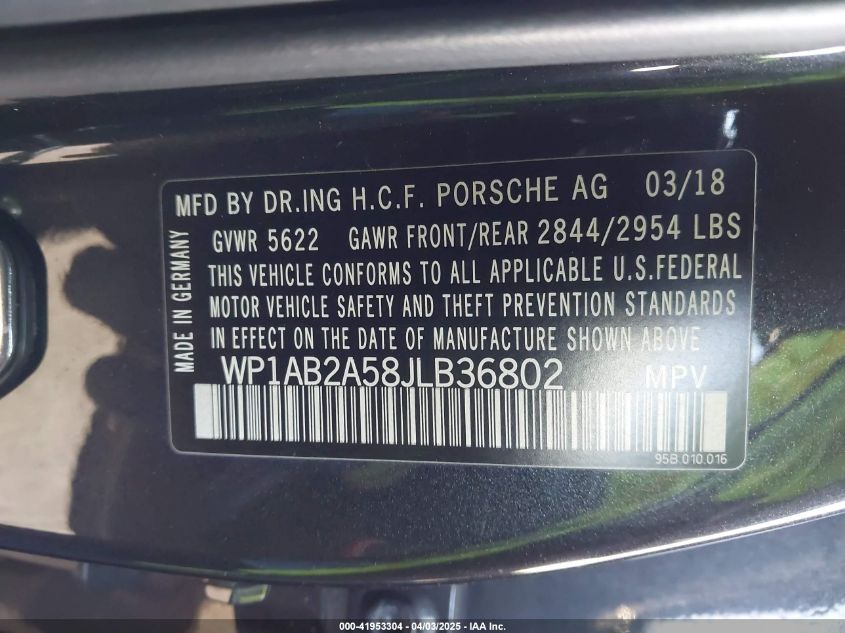 MFD BY DR.ING H.C.F. PORSCHE AG 03/18
GVWR 5622 GAWR FRONT/REAR 2844/2954 LBS
THIS VEHICLE CONFORMS TO ALL APPLICABLE U.S.FEDERAL
MOTOR VEHICLE SAFETY AND THEFT PREVENTION STANDARDS
IN EFFECT ON THE DATE OF MANUFACTURE SHOWN ABOVE
WP1AB2A58JLB36802 MPV
95B.010.016
MADE IN GERMANY
000-41953304 - 04/03/2025 - IAA Inc.